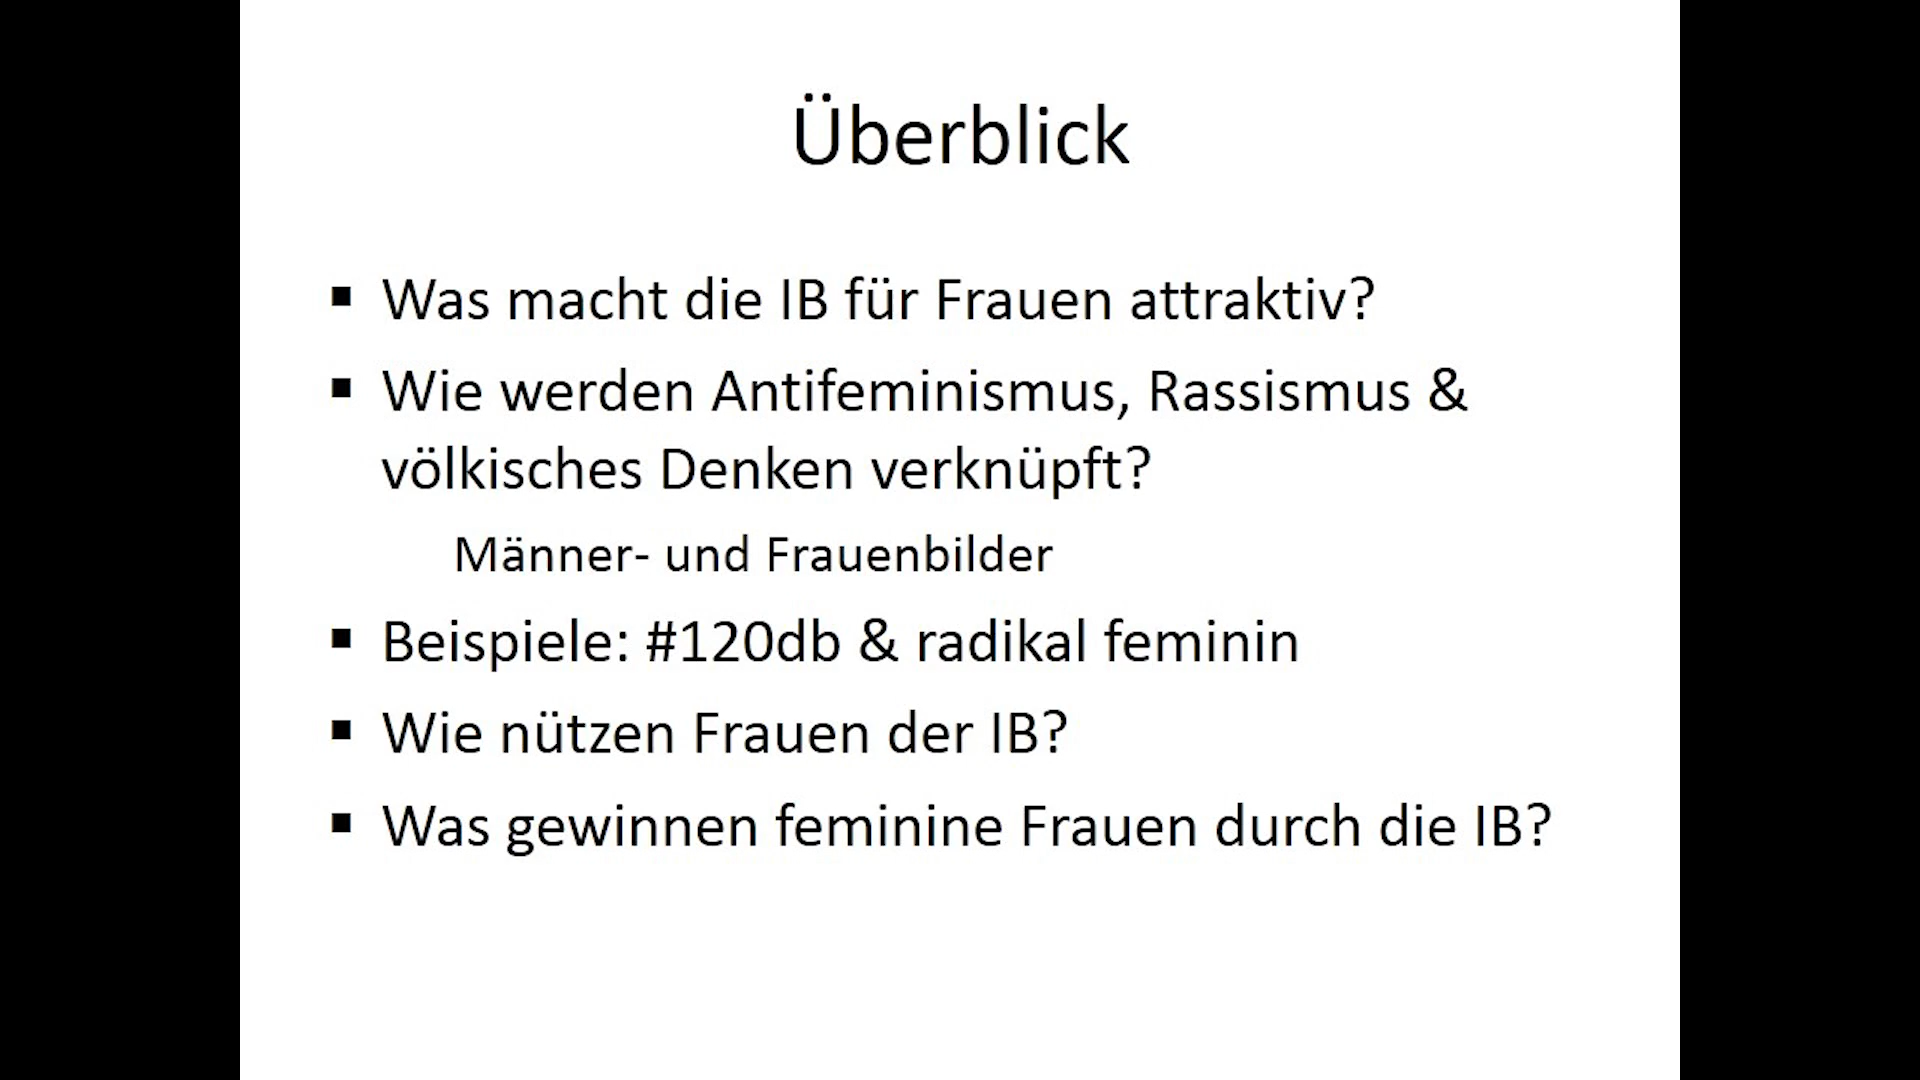 Überblick
▪ Was macht die IB für Frauen attraktiv?
▪ Wie werden Antifeminismus, Rassismus &
völkisches Denken verknüpft?
Männer- und Frauenbilder
▪ Beispiele: #120db & radikal feminin
▪ Wie nützen Frauen der IB?
▪ Was gewinnen feminine Frauen durch die IB?